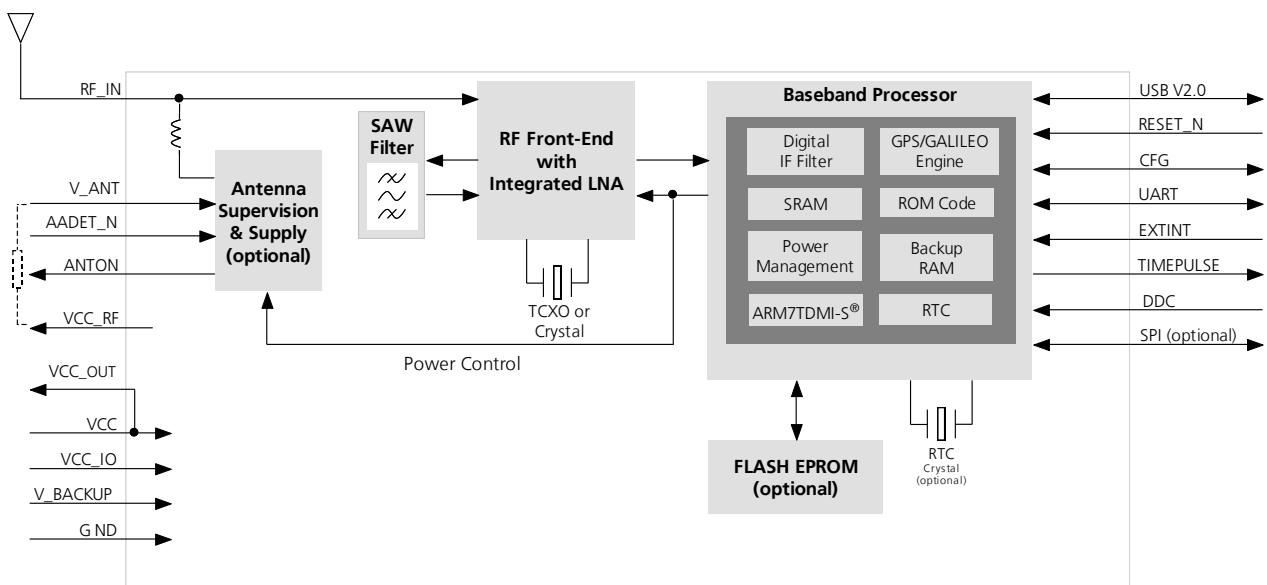 RF_IN
V_ANT
AADET_N
ANTON
VCC_RF
VCC_OUT
VCC
VCC_IO
V_BACKUP
G ND
Antenna
Supervision
& Supply
(optional)
SAW
Filter
RF Front-End
with
Integrated LNA
TCXO or
Crystal
Power Control
Baseband Processor
Digital
IF Filter
GPS/GALILEO
Engine
SRAM
ROM Code
Power
Management
Backup
RAM
ARM7TDMI-S®
RTC
FLASH EPROM
(optional)
RTC
Crystal
(optional)
USB V2.0
RESET_N
CFG
UART
EXTINT
TIMEPULSE
DDC
SPI (optional)